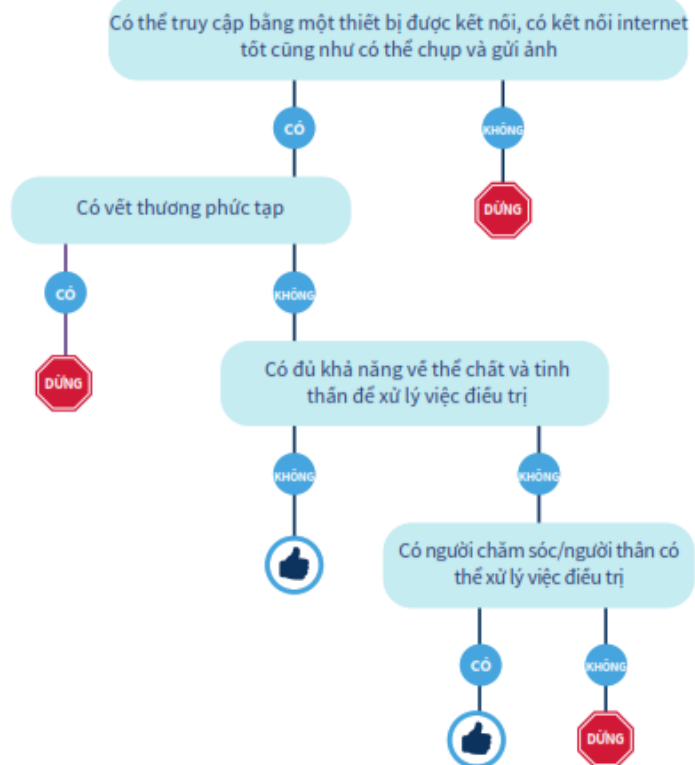 Có thể truy cập bằng một thiết bị được kết nối, có kết nối internet
tốt cũng như có thể chụp và gửi ảnh
CÓ
KHÔNG
Có vết thương phức tạp
DỪNG
CÓ
KHÔNG
Có đủ khả năng về thể chất và tinh
thần để xử lý việc điều trị
DỪNG
KHÔNG
KHÔNG
Có người chăm sóc/người thân có
thể xử lý việc điều trị
CÓ
KHÔNG
DỪNG